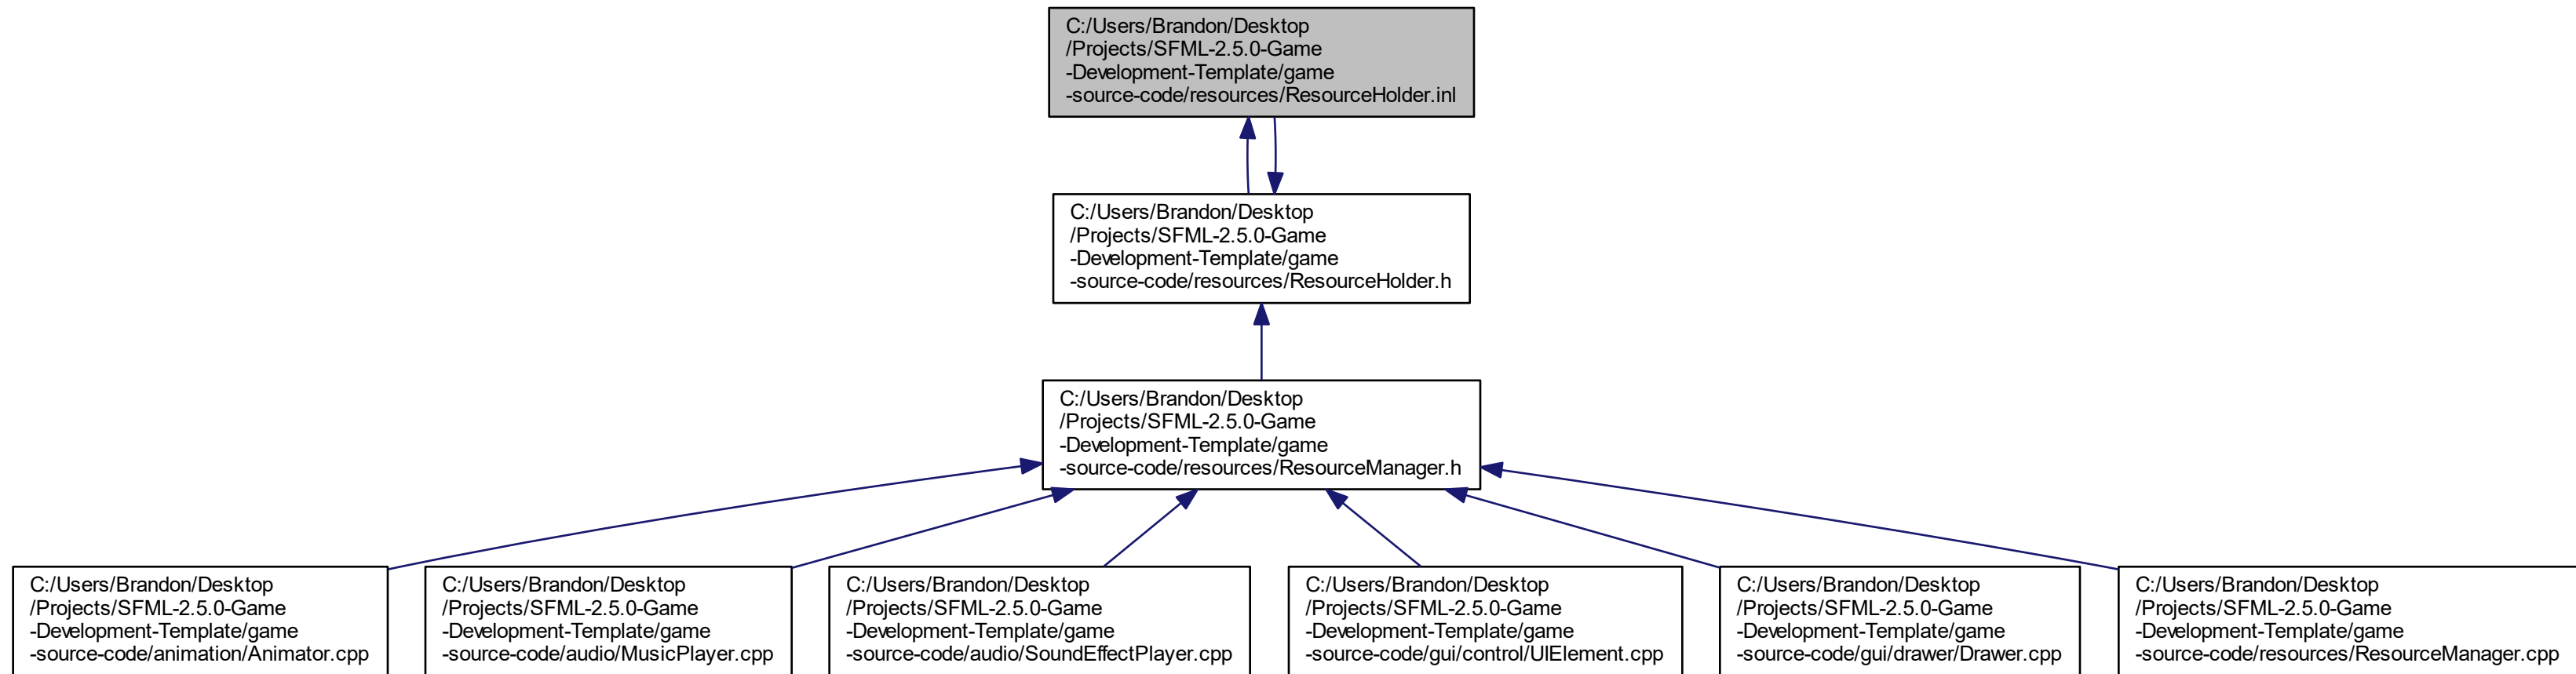 C:/Users/Brandon/Desktop
/Projects/SFML-2.5.0-Game
-Development-Template/game
-source-code/resources/ResourceHolder.inl
C:/Users/Brandon/Desktop
/Projects/SFML-2.5.0-Game
-Development-Template/game
-source-code/resources/ResourceHolder.h
C:/Users/Brandon/Desktop
/Projects/SFML-2.5.0-Game
-Development-Template/game
-source-code/resources/ResourceManager.h
C:/Users/Brandon/Desktop
/Projects/SFML-2.5.0-Game
-Development-Template/game
-source-code/animation/Animator.cpp
C:/Users/Brandon/Desktop
/Projects/SFML-2.5.0-Game
-Development-Template/game
-source-code/audio/MusicPlayer.cpp
C:/Users/Brandon/Desktop
/Projects/SFML-2.5.0-Game
-Development-Template/game
-source-code/audio/SoundEffectPlayer.cpp
C:/Users/Brandon/Desktop
/Projects/SFML-2.5.0-Game
-Development-Template/game
-source-code/gui/control/UIElement.cpp
C:/Users/Brandon/Desktop
/Projects/SFML-2.5.0-Game
-Development-Template/game
-source-code/gui/drawer/Drawer.cpp
C:/Users/Brandon/Desktop
/Projects/SFML-2.5.0-Game
-Development-Template/game
-source-code/resources/ResourceManager.cpp